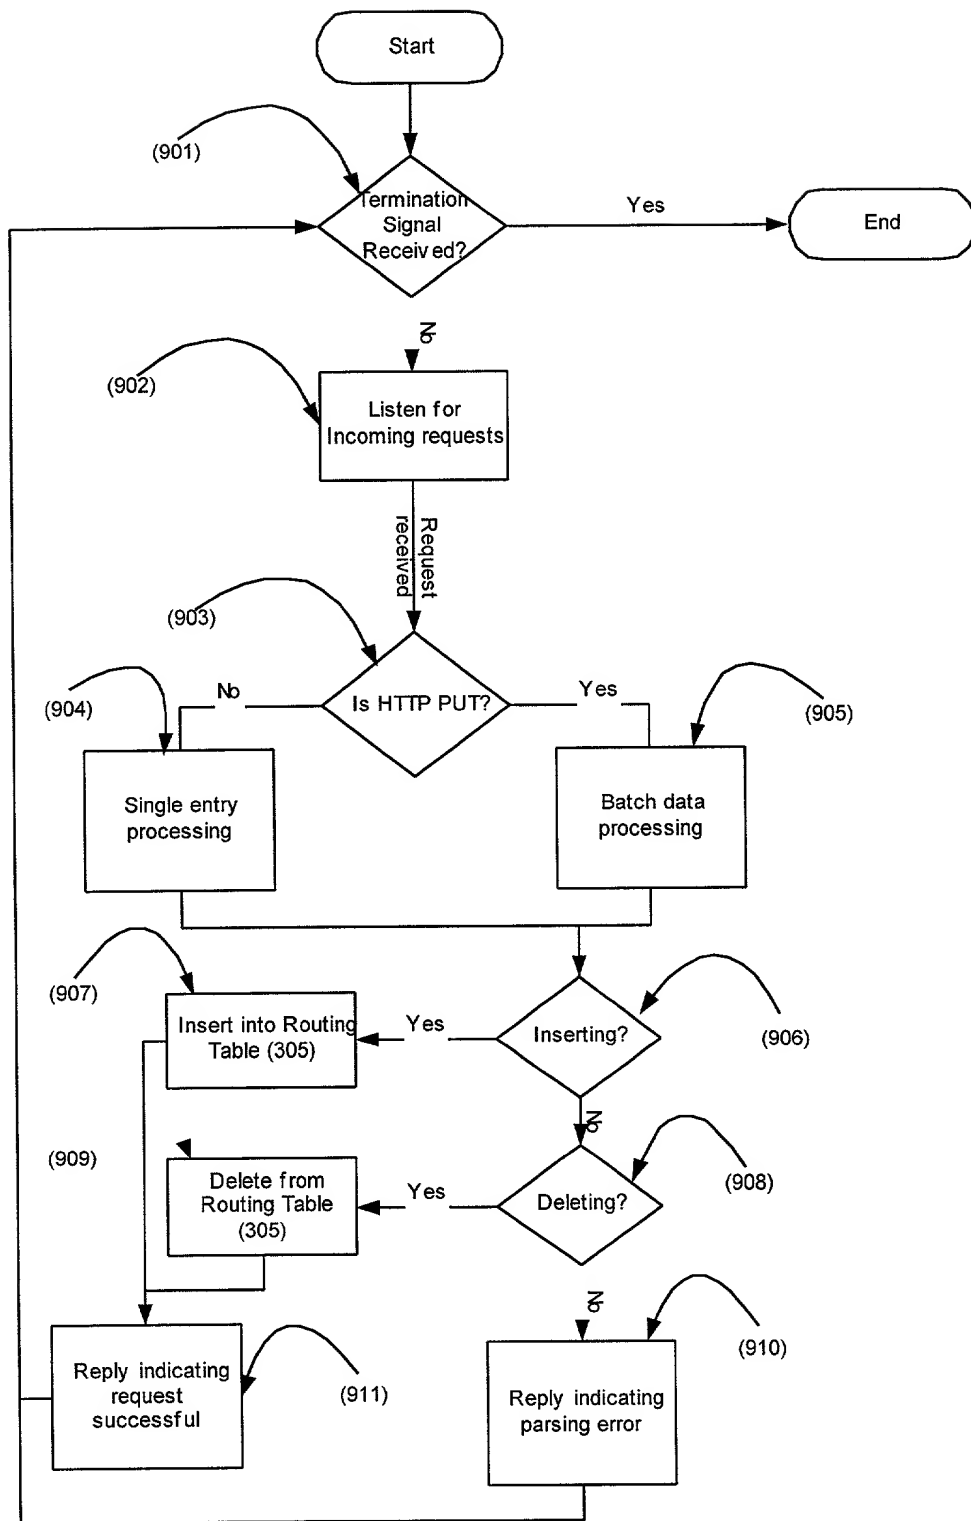 Start
(901)
Termination
Signal
Received?
Yes
End
No
(902)
Listen for
Incoming requests
Request
received
(903)
Is HTTP PUT?
No
Yes
(904)
(905)
Single entry
processing
Batch data
processing
(907)
Insert into Routing
Table (305)
Yes
Inserting?
(906)
No
(909)
Delete from
Routing Table
(305)
Yes
Deleting?
(908)
No
(910)
Reply indicating
request
successful
(911)
Reply indicating
parsing error